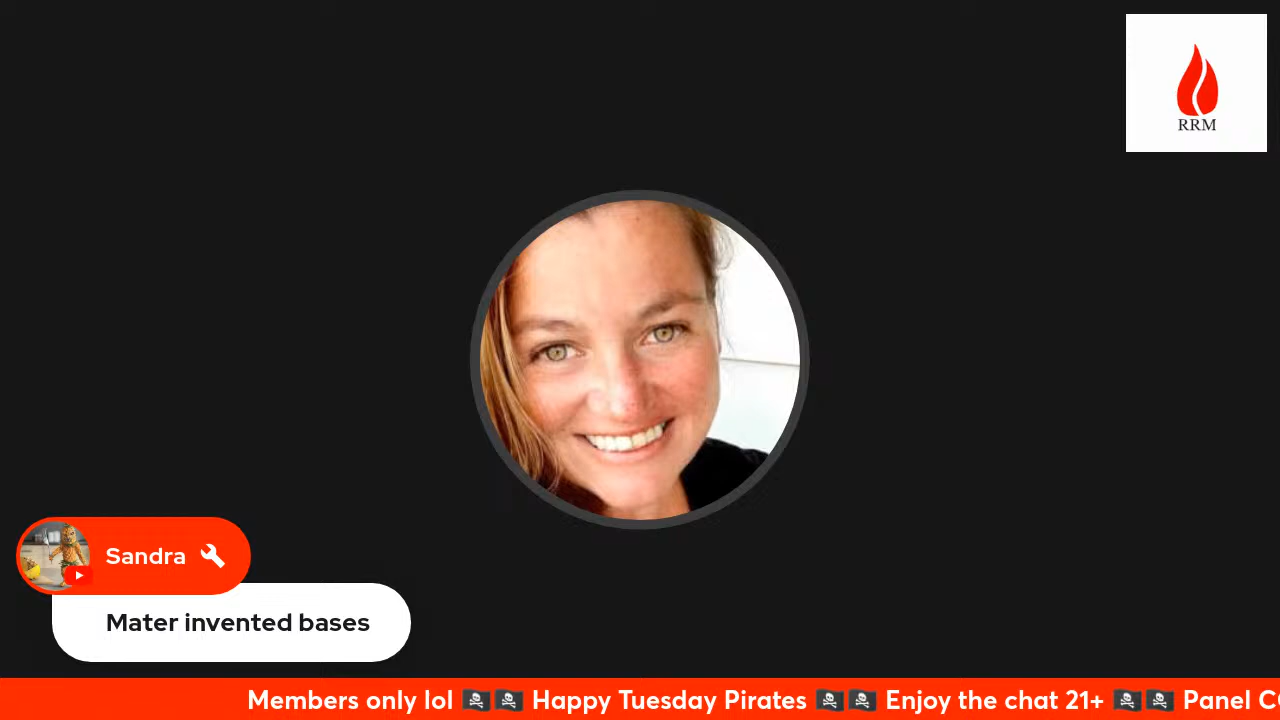 RRM
Sandra
Mater invented bases
Members only lol 🏴‍☠️🏴‍☠️ Happy Tuesday Pirates 🏴‍☠️🏴‍☠️ Enjoy the chat 21+ 🏴‍☠️🏴‍☠️ Panel